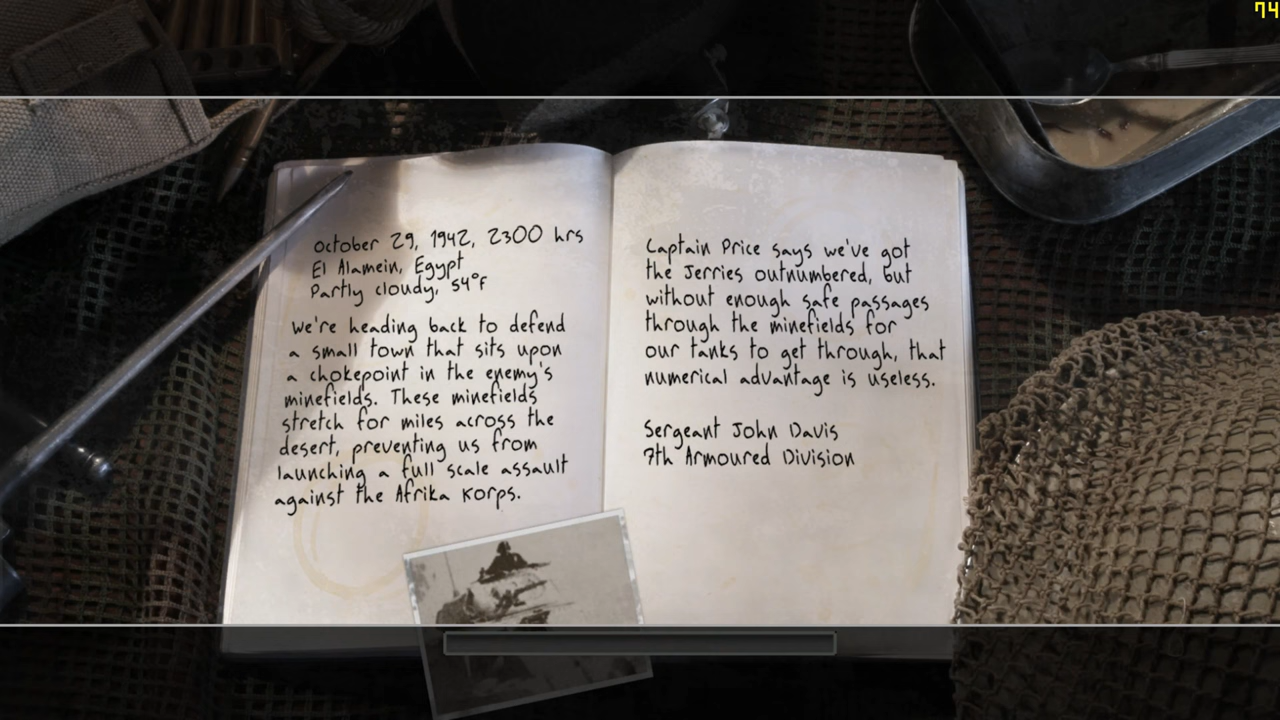 74
October 29, 1942, 2300 hrs
El Alamein, Egypt
Partly cloudy, 54°F
We're heading back to defend
a small town that sits upon
a chokepoint in the enemy's
minefields. These minefields
stretch for miles across the
desert, preventing us from
launching a full scale assault
against the Afrika Korps.
Captain Price says we've got
the Jerries outnumbered, but
without enough safe passages
through the minefields for
our tanks to get through, that
numerical advantage is useless.
Sergeant John Davis
7th Armoured Division